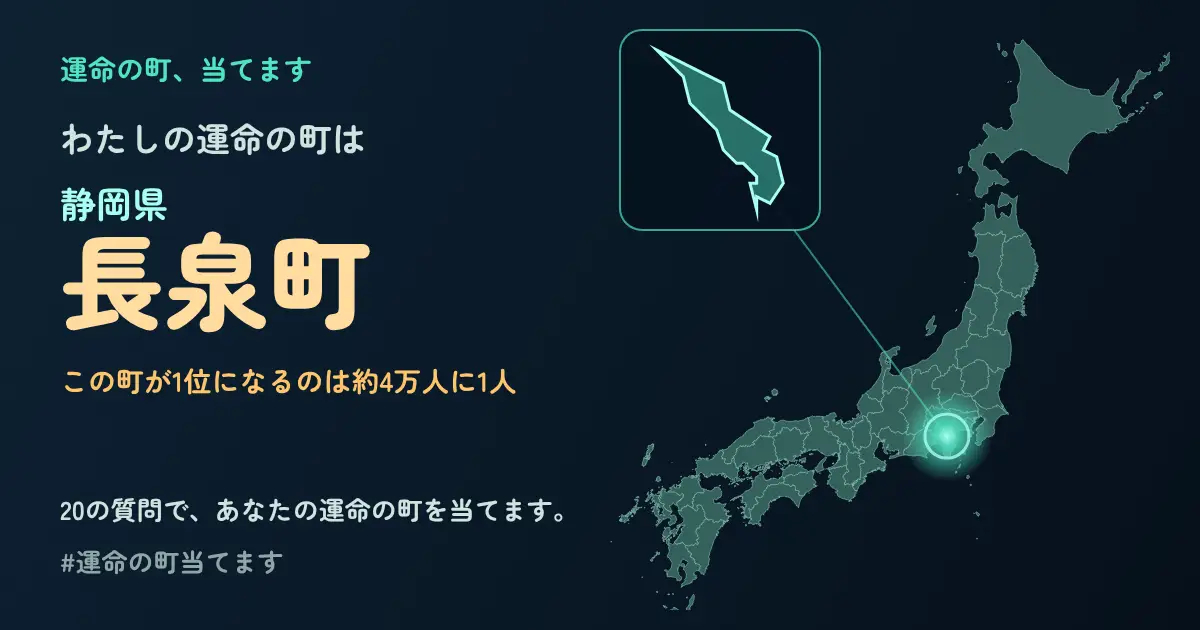 運命の町、当てます
わたしの運命の町は
静岡県
長泉町
この町が1位になるのは約4万人に1人
20の質問で、あなたの運命の町を当てます。
#運命の町当てます